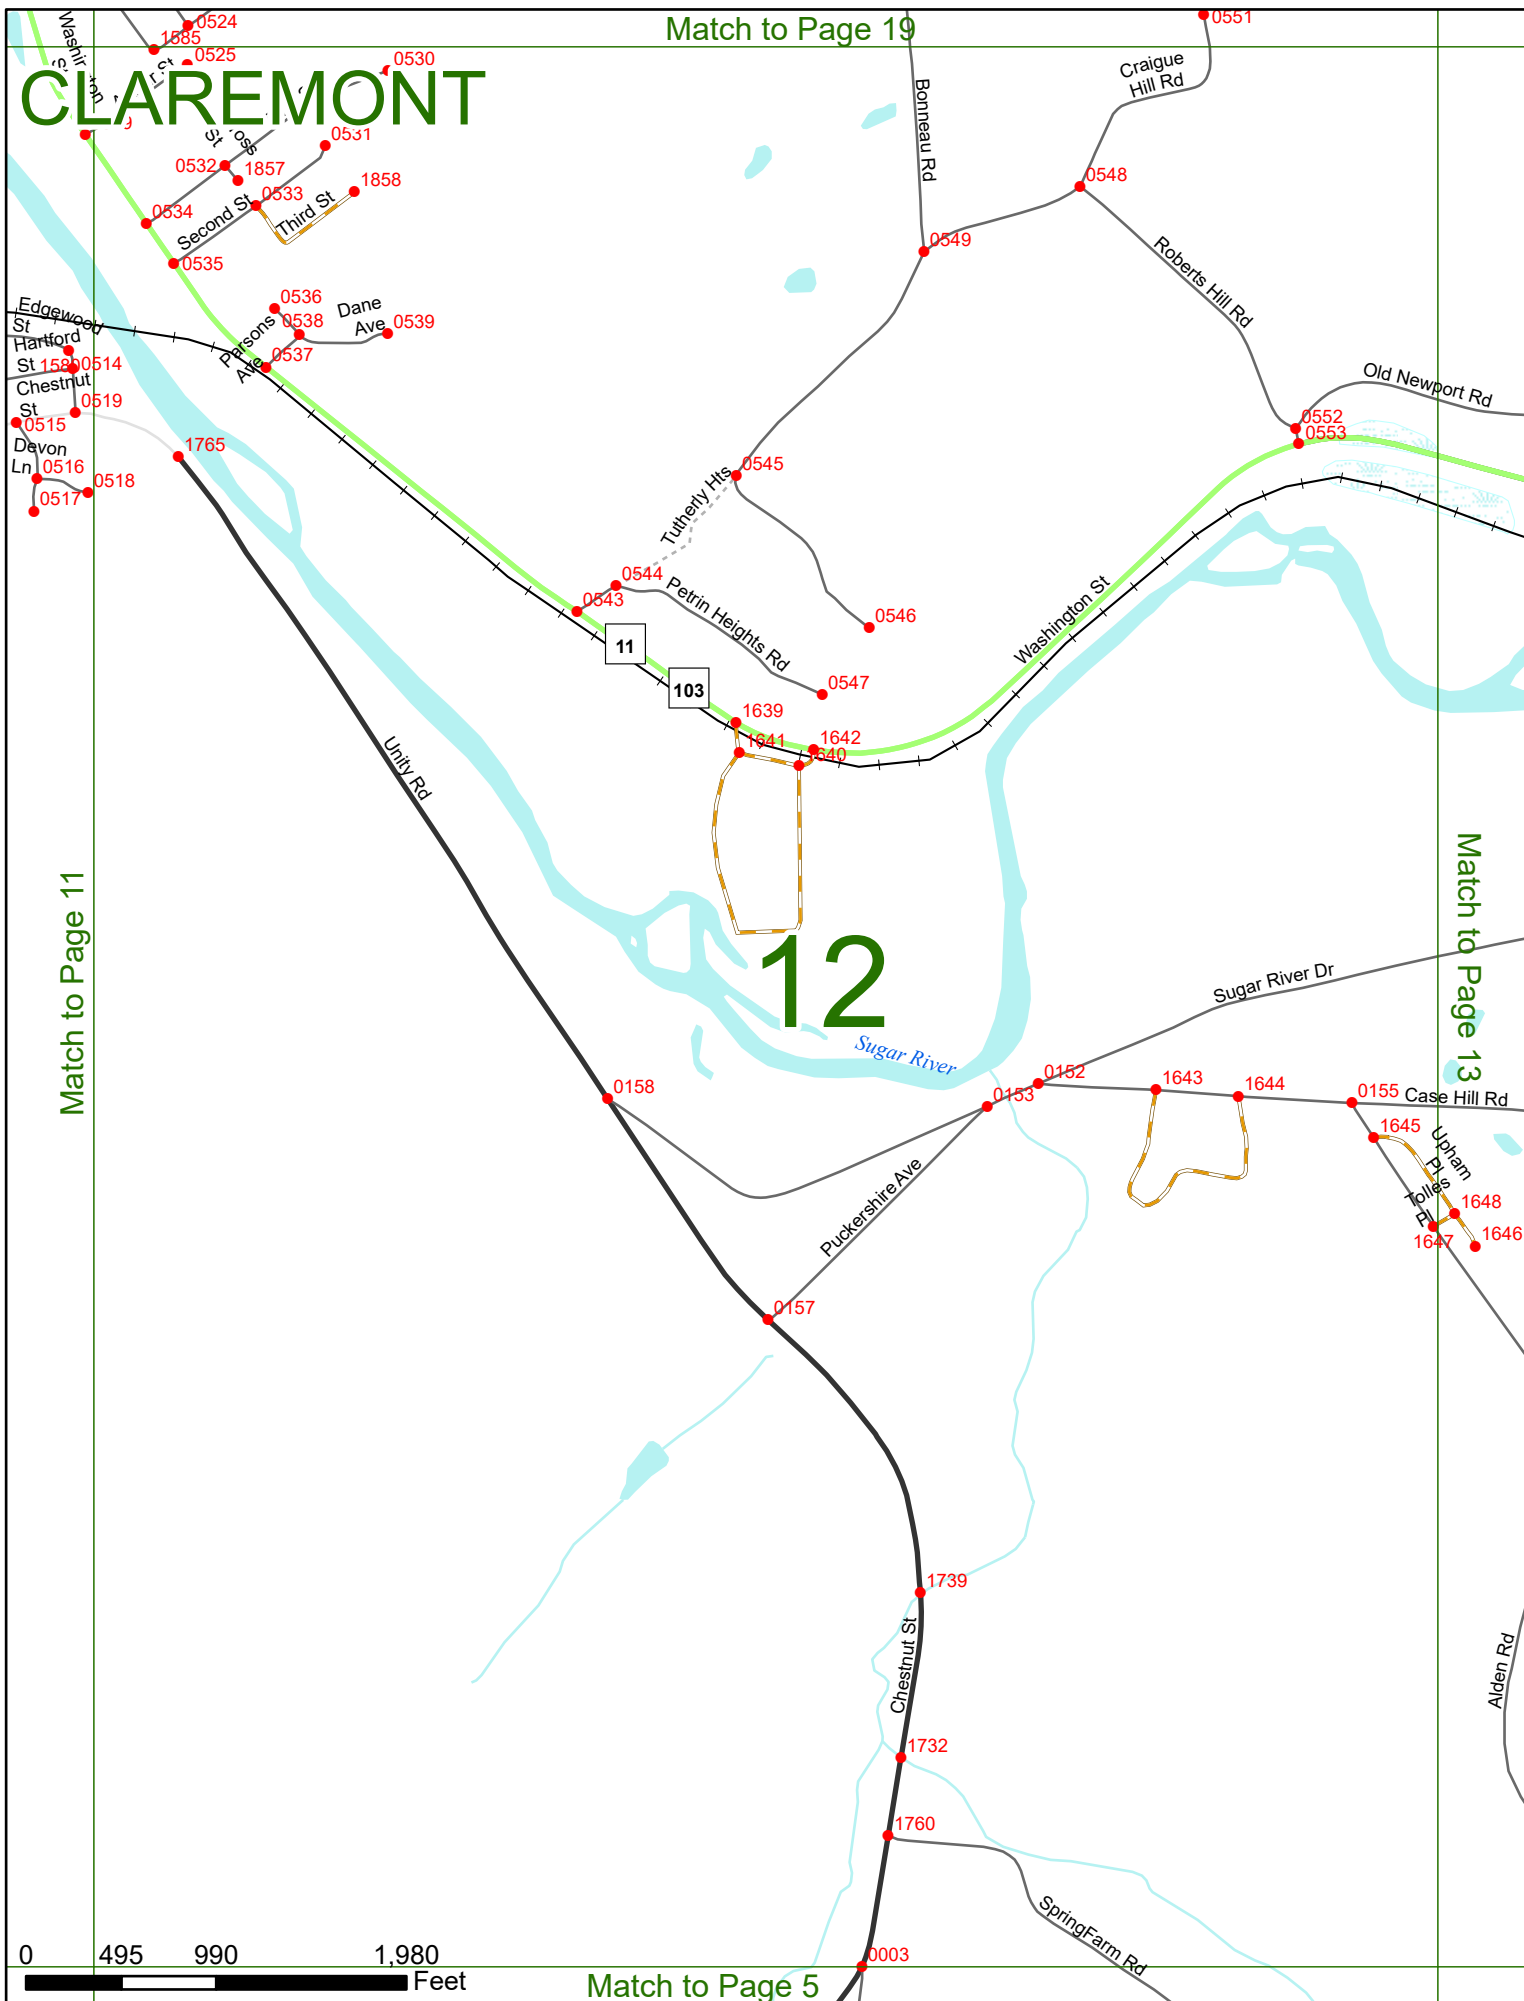 Match to Page 19
0524
1585
0525
0530
0551
CLAREMONT
Washington
Craigue
Hill Rd
Bonneau Rd
0531
St
0532
1857
0533
1858
0534
Second St
Third St
0535
0548
0549
Roberts Hill Rd
0536
0538
Dane
Ave
0539
Parsons
Ave
0537
Edgewood
St
Hartford
St
0514
Chestnut
St
0519
0515
1765
Devon
Ln
0516
0518
0517
Old Newport Rd
0552
0553
0545
Tutherly Hts
0544
0543
Petrin Heights Rd
0546
0547
Washington St
11
103
1639
1641
1642
1640
Unity Rd
Match to Page 11
Match to Page 13
12
Sugar River Dr
Sugar River
0158
0152
0153
1643
1644
0155
Case Hill Rd
1645
Upham
Pl
Tolles
Pl
1648
1647
1646
Puckershire Ave
0157
1739
Chestnut St
Alden Rd
1732
1760
SpringFarm Rd
0003
0 495 990 1,980
Feet
Match to Page 5